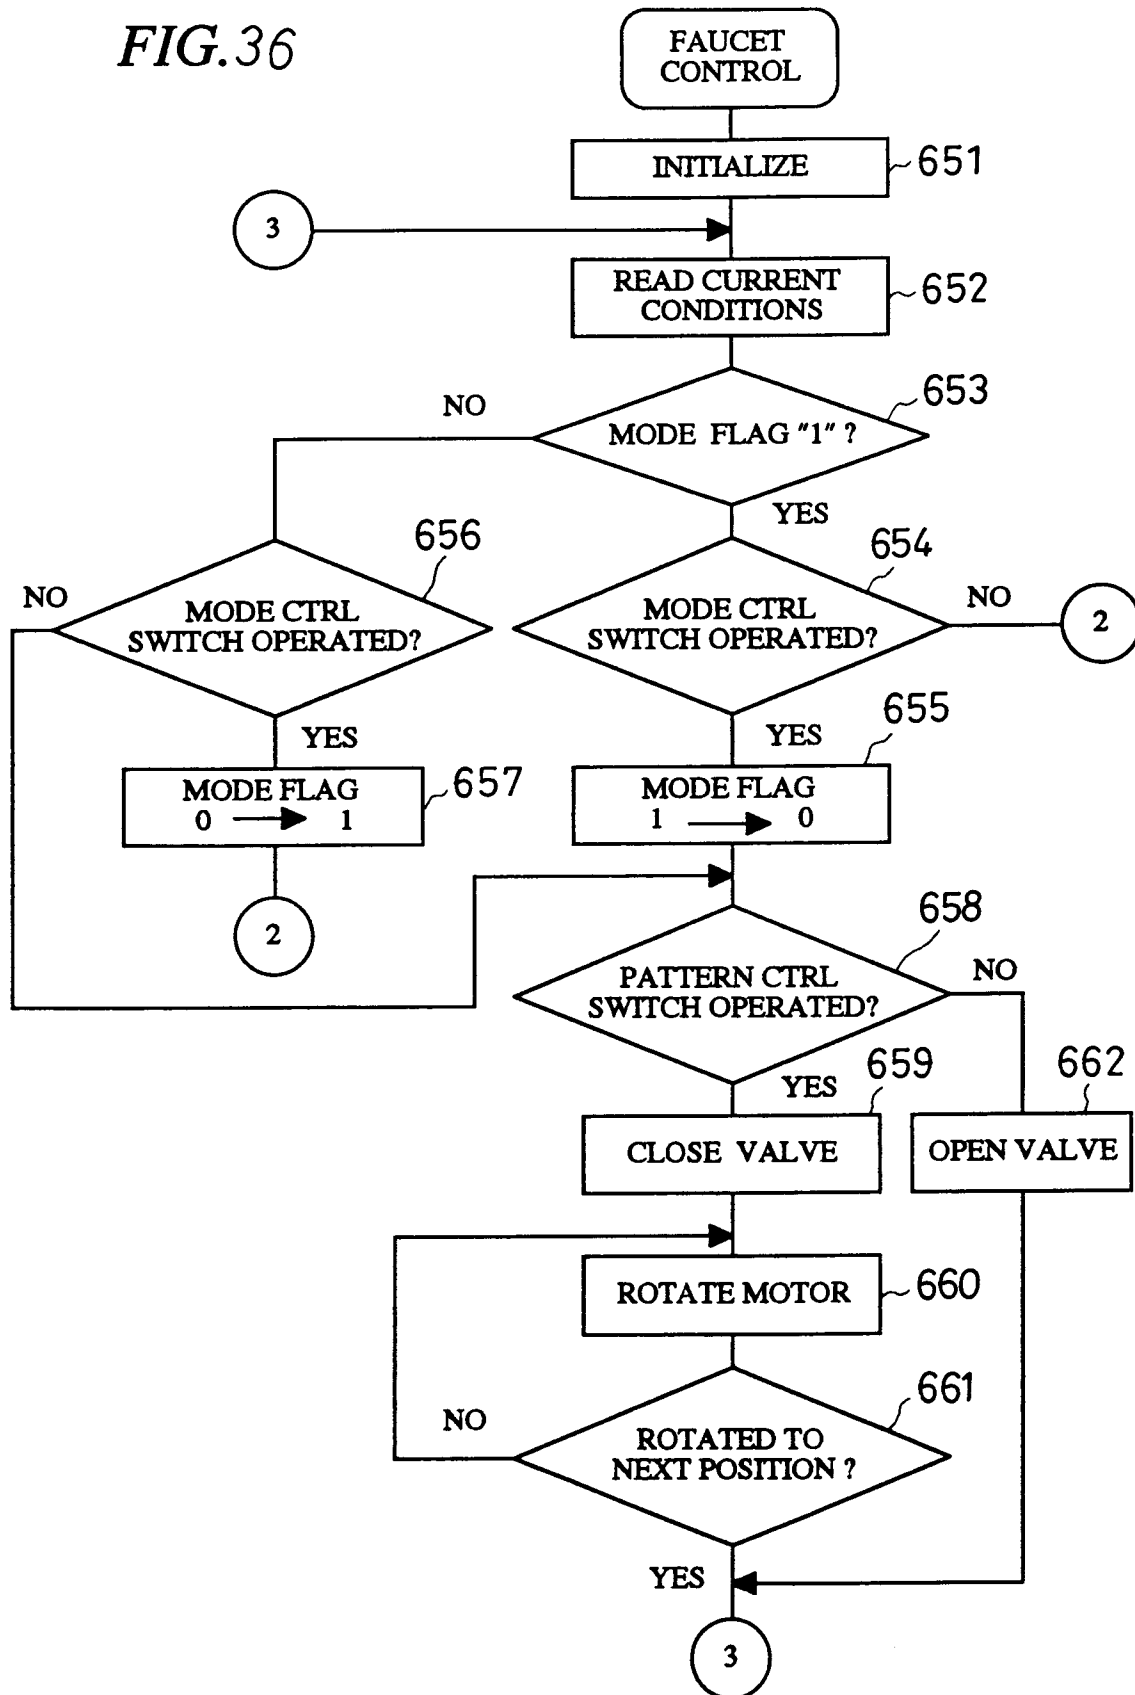 FIG.36
FAUCET
CONTROL
INITIALIZE
651
3
READ CURRENT
CONDITIONS
652
653
NO
MODE FLAG "1" ?
YES
656
654
NO
MODE CTRL
SWITCH OPERATED?
MODE CTRL
SWITCH OPERATED?
NO
2
YES
YES
655
MODE FLAG
0 → 1
657
MODE FLAG
1 → 0
2
658
PATTERN CTRL
SWITCH OPERATED?
NO
YES
659
662
CLOSE VALVE
OPEN VALVE
ROTATE MOTOR
660
661
NO
ROTATED TO
NEXT POSITION ?
YES
3